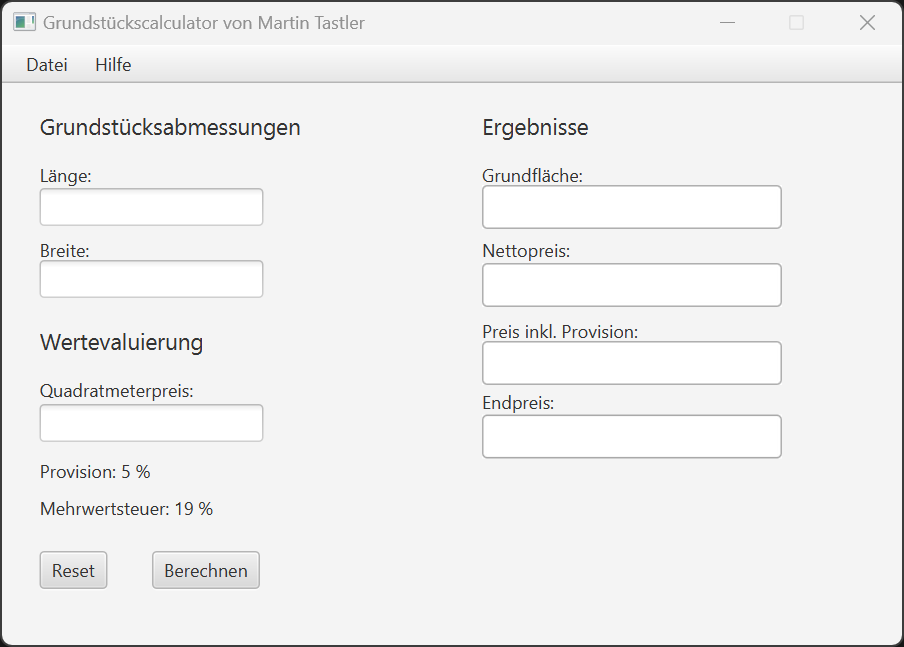 Grundstückscalculator von Martin Tastler
Datei Hilfe
Grundstücksabmessungen
Länge:
Breite:
Wertevaluierung
Quadratmeterpreis:
Provision: 5 %
Mehrwertsteuer: 19 %
Reset Berechnen
Ergebnisse
Grundfläche:
Nettopreis:
Preis inkl. Provision:
Endpreis: